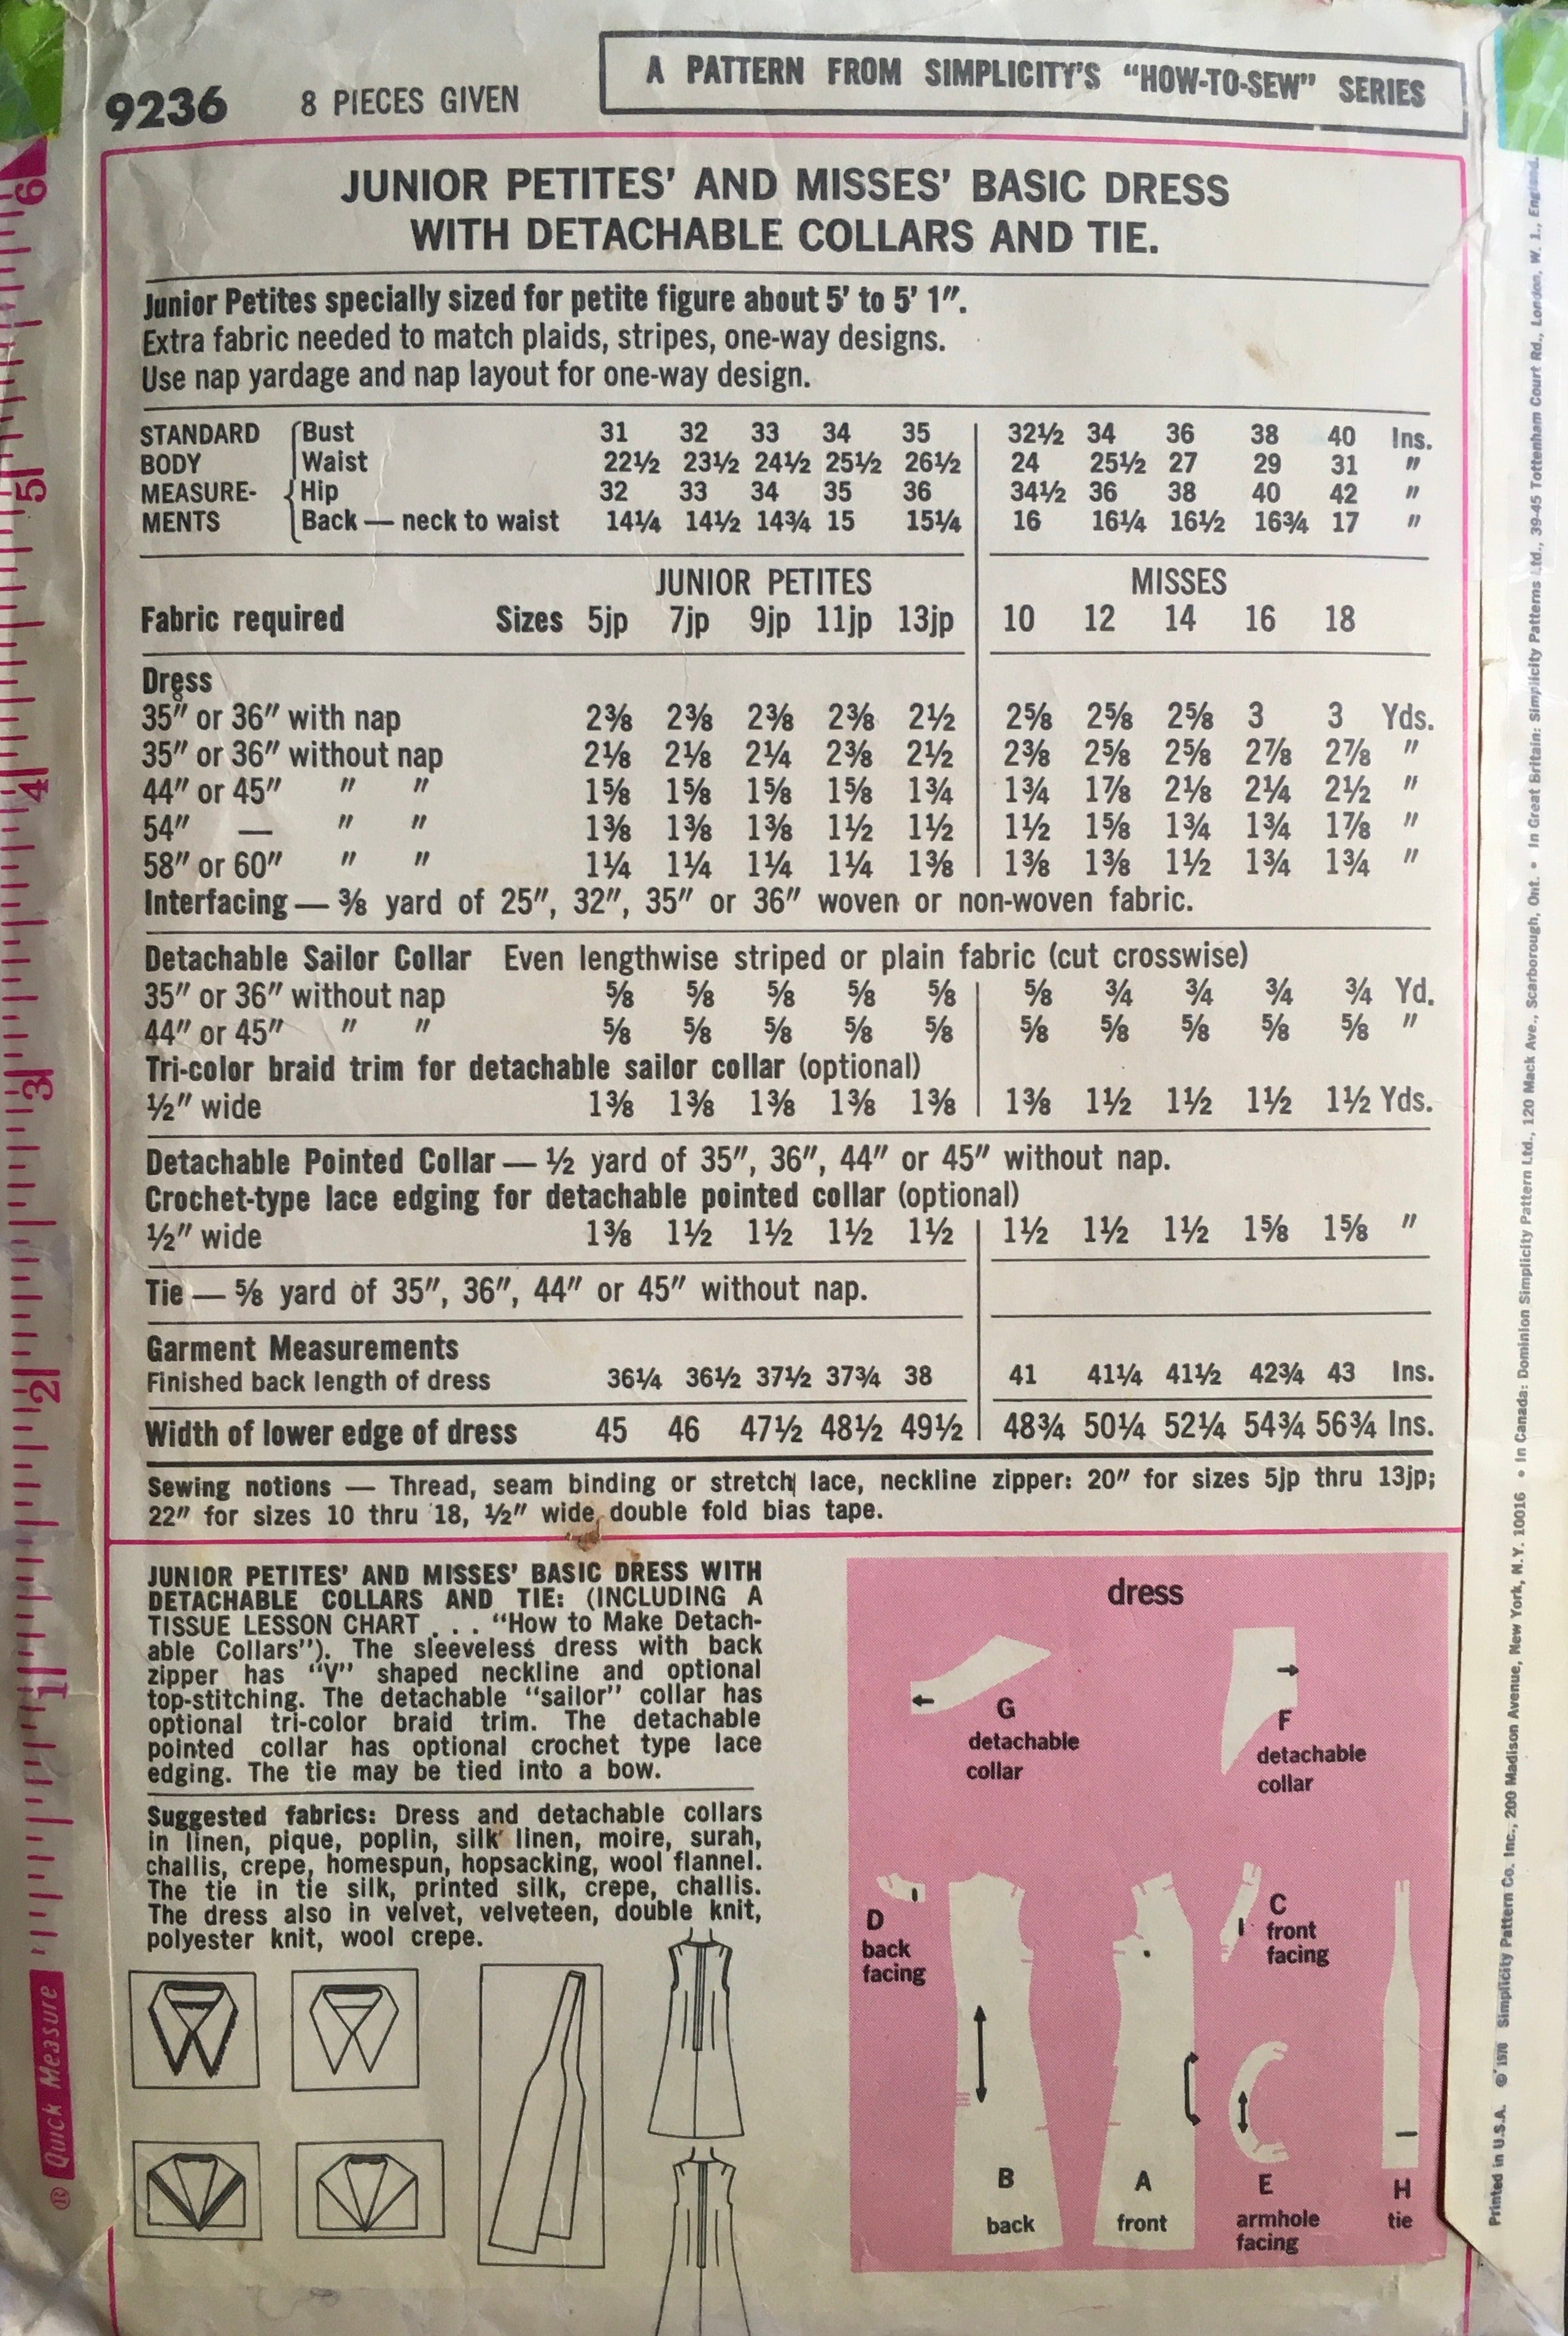 9236 8 PIECES GIVEN
A PATTERN FROM SIMPLICITY'S "HOW-TO-SEW" SERIES
JUNIOR PETITES' AND MISSES' BASIC DRESS
WITH DETACHABLE COLLARS AND TIE.
Junior Petites specially sized for petite figure about 5' to 5' 1".
Extra fabric needed to match plaids, stripes, one-way designs.
Use nap yardage and nap layout for one-way design.
STANDARD Bust 31 32 33 34 35 32½ 34 36 38 40 Ins.
BODY Waist 22½ 23½ 24½ 25½ 26½ 24 25½ 27 29 31 "
MEASURE- Hip 32 33 34 35 36 34½ 36 38 40 42 "
MENTS Back — neck to waist 14¼ 14½ 14¾ 15 15¼ 16 16¼ 16½ 16¾ 17 "
JUNIOR PETITES MISSES
Fabric required Sizes 5jp 7jp 9jp 11jp 13jp 10 12 14 16 18
Dress
35" or 36" with nap 2⅜ 2⅜ 2⅜ 2⅜ 2½ 2⅝ 2⅝ 2⅝ 3 3 Yds.
35" or 36" without nap 2⅛ 2⅛ 2¼ 2⅜ 2½ 2⅜ 2⅝ 2⅝ 2⅞ 2⅞ "
44" or 45" " " 1⅝ 1⅝ 1⅝ 1⅝ 1¾ 1¾ 1⅞ 2⅛ 2¼ 2½ "
54" — " " 1⅜ 1⅜ 1⅜ 1½ 1½ 1½ 1⅝ 1¾ 1¾ 1⅞ "
58" or 60" " " 1¼ 1¼ 1¼ 1¼ 1⅜ 1⅜ 1⅜ 1½ 1¾ 1¾ "
Interfacing — ⅜ yard of 25", 32", 35" or 36" woven or non-woven fabric.
Detachable Sailor Collar Even lengthwise striped or plain fabric (cut crosswise)
35" or 36" without nap ⅝ ⅝ ⅝ ⅝ ⅝ ⅝ ¾ ¾ ¾ ¾ Yd.
44" or 45" " " ⅝ ⅝ ⅝ ⅝ ⅝ ⅝ ⅝ ⅝ ⅝ ⅝ "
Tri-color braid trim for detachable sailor collar (optional)
½" wide 1⅜ 1⅜ 1⅜ 1⅜ 1⅜ 1⅜ 1½ 1½ 1½ 1½ Yds.
Detachable Pointed Collar — ½ yard of 35", 36", 44" or 45" without nap.
Crochet-type lace edging for detachable pointed collar (optional)
½" wide 1⅜ 1½ 1½ 1½ 1½ 1½ 1½ 1½ 1⅝ 1⅝ "
Tie — ⅝ yard of 35", 36", 44" or 45" without nap.
Garment Measurements
Finished back length of dress 36¼ 36½ 37½ 37¾ 38 41 41¼ 41½ 42¾ 43 Ins.
Width of lower edge of dress 45 46 47½ 48½ 49½ 48¾ 50¼ 52¼ 54¾ 56¾ Ins.
Sewing notions — Thread, seam binding or stretch lace, neckline zipper: 20" for sizes 5jp thru 13jp;
22" for sizes 10 thru 18, ½" wide double fold bias tape.
JUNIOR PETITES' AND MISSES' BASIC DRESS WITH
DETACHABLE COLLARS AND TIE: (INCLUDING A
TISSUE LESSON CHART . . . "How to Make Detach-
able Collars"). The sleeveless dress with back
zipper has "V" shaped neckline and optional
top-stitching. The detachable "sailor" collar has
optional tri-color braid trim. The detachable
pointed collar has optional crochet type lace
edging. The tie may be tied into a bow.
Suggested fabrics: Dress and detachable collars
in linen, pique, poplin, silk linen, moire, surah,
challis, crepe, homespun, hopsacking, wool flannel.
The tie in tie silk, printed silk, crepe, challis.
The dress also in velvet, velveteen, double knit,
polyester knit, wool crepe.
dress
G
detachable
collar
F
detachable
collar
D
back
facing
C
front
facing
B
back
A
front
E
armhole
facing
H
tie
6
5
4
3
2
1
® Quick Measure
Printed in U.S.A. © 1970 Simplicity Pattern Co. Inc., 200 Madison Avenue, New York, N.Y. 10016 • In Canada: Dominion Simplicity Pattern Ltd., 120 Mack Ave., Scarborough, Ont. • In Great Britain: Simplicity Patterns Ltd., 39-45 Tottenham Court Rd., London, W. 1., England.